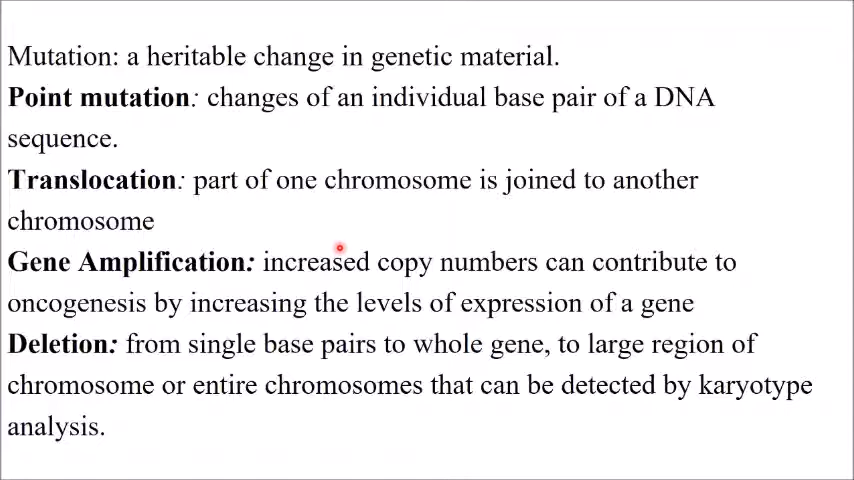 Mutation: a heritable change in genetic material.
Point mutation: changes of an individual base pair of a DNA
sequence.
Translocation: part of one chromosome is joined to another
chromosome
Gene Amplification: increased copy numbers can contribute to
oncogenesis by increasing the levels of expression of a gene
Deletion: from single base pairs to whole gene, to large region of
chromosome or entire chromosomes that can be detected by karyotype
analysis.